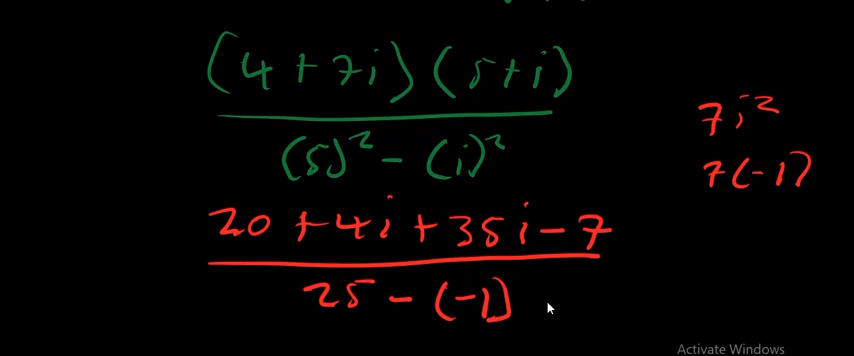 (4 + 7i) (5+i)
(5)² - (i)²
7i²
7(-1)
20 + 4i + 35i - 7
25 - (-1)
Activate Windows